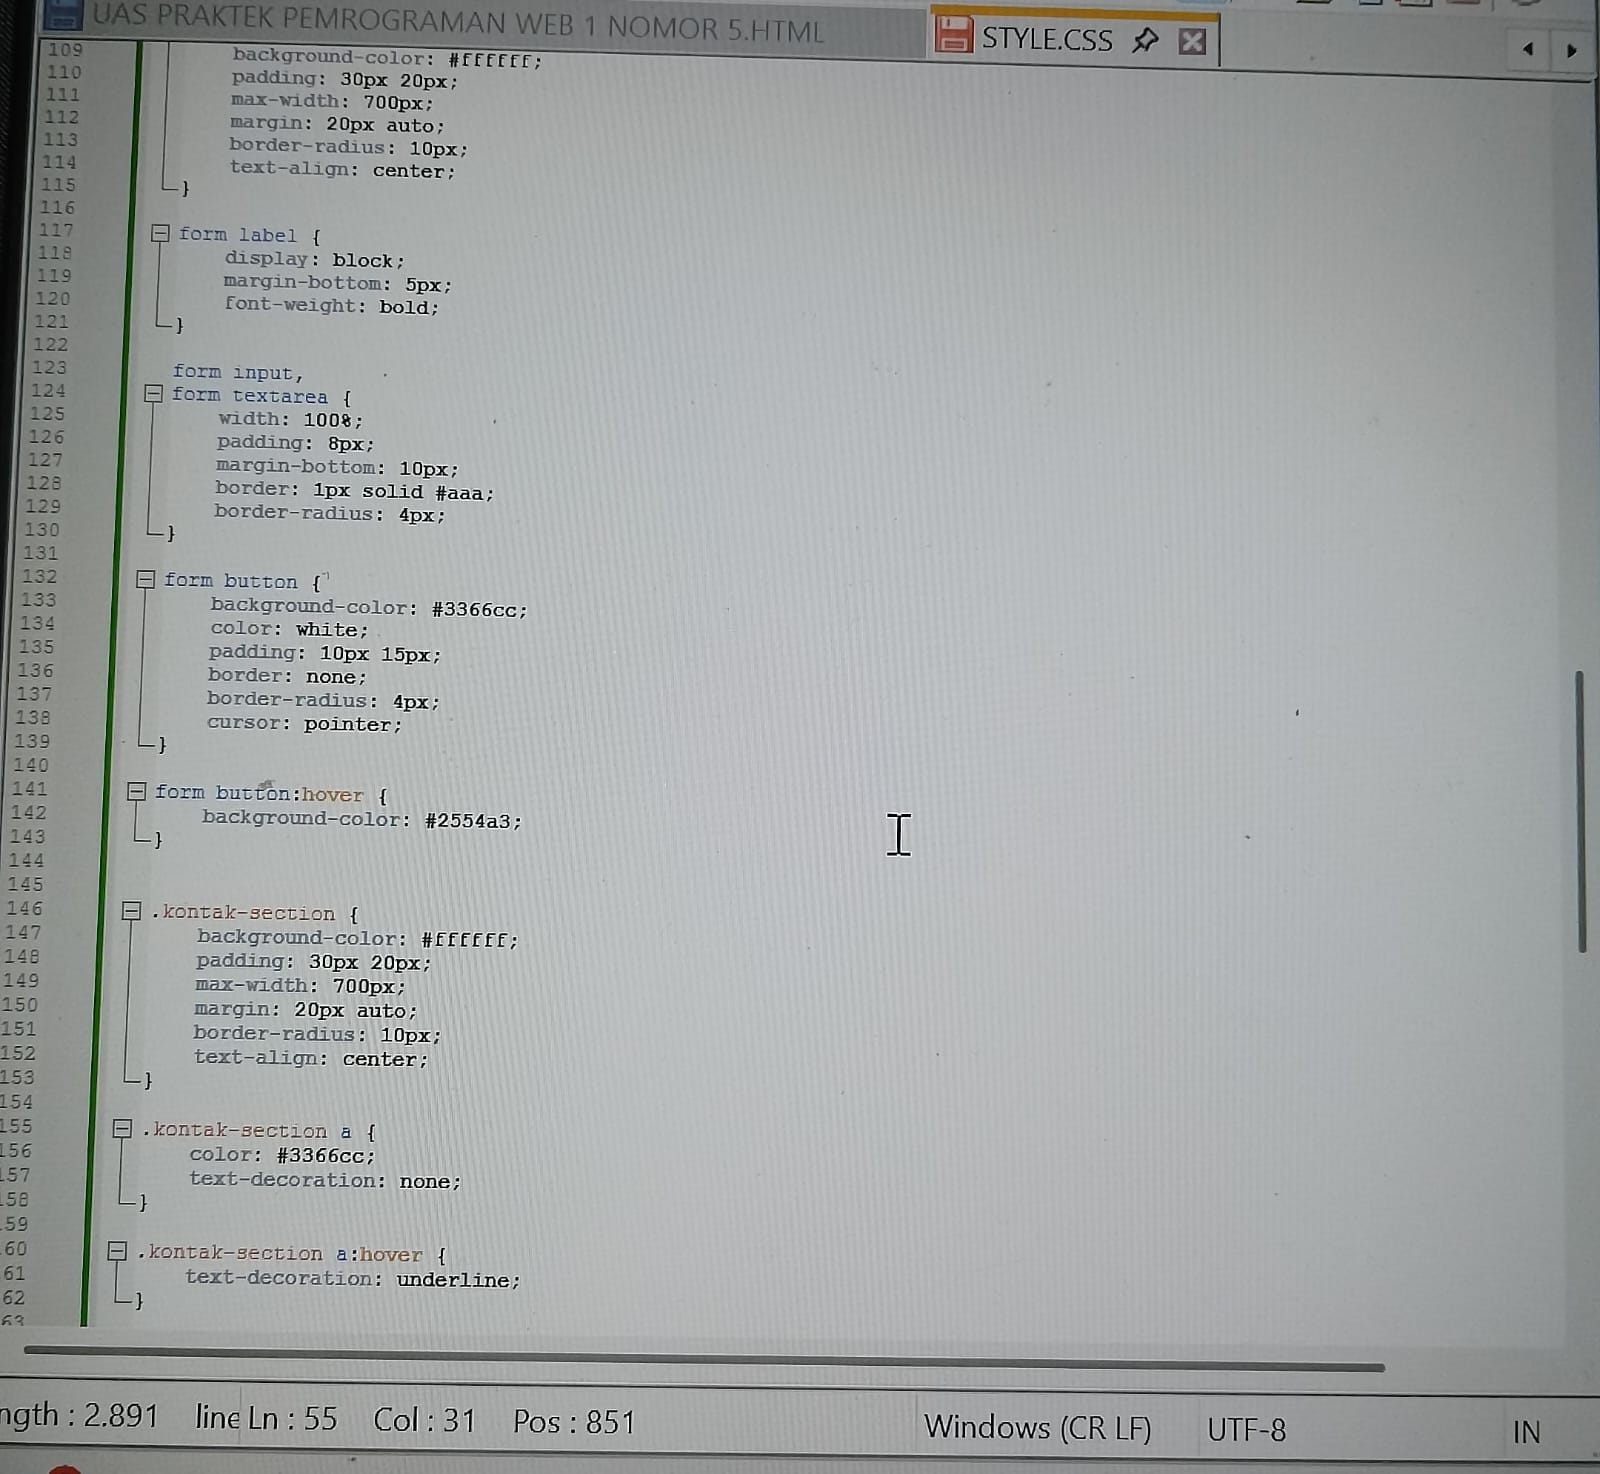 UAS PRAKTEK PEMROGRAMAN WEB 1 NOMOR 5.HTML STYLE.CSS
109 background-color: #ffffff;
110 padding: 30px 20px;
111 max-width: 700px;
112 margin: 20px auto;
113 border-radius: 10px;
114 text-align: center;
115 }
116
117 form label {
118 display: block;
119 margin-bottom: 5px;
120 font-weight: bold;
121 }
122
123 form input,
124 form textarea {
125 width: 100%;
126 padding: 8px;
127 margin-bottom: 10px;
128 border: 1px solid #aaa;
129 border-radius: 4px;
130 }
131
132 form button {
133 background-color: #3366cc;
134 color: white;
135 padding: 10px 15px;
136 border: none;
137 border-radius: 4px;
138 cursor: pointer;
139 }
140
141 form button:hover {
142 background-color: #2554a3;
143 }
144
145
146 .kontak-section {
147 background-color: #ffffff;
148 padding: 30px 20px;
149 max-width: 700px;
150 margin: 20px auto;
151 border-radius: 10px;
152 text-align: center;
153 }
154
155 .kontak-section a {
156 color: #3366cc;
157 text-decoration: none;
58 }
59
60 .kontak-section a:hover {
61 text-decoration: underline;
62 }
63
ngth : 2.891 line Ln : 55 Col : 31 Pos : 851 Windows (CR LF) UTF-8 IN